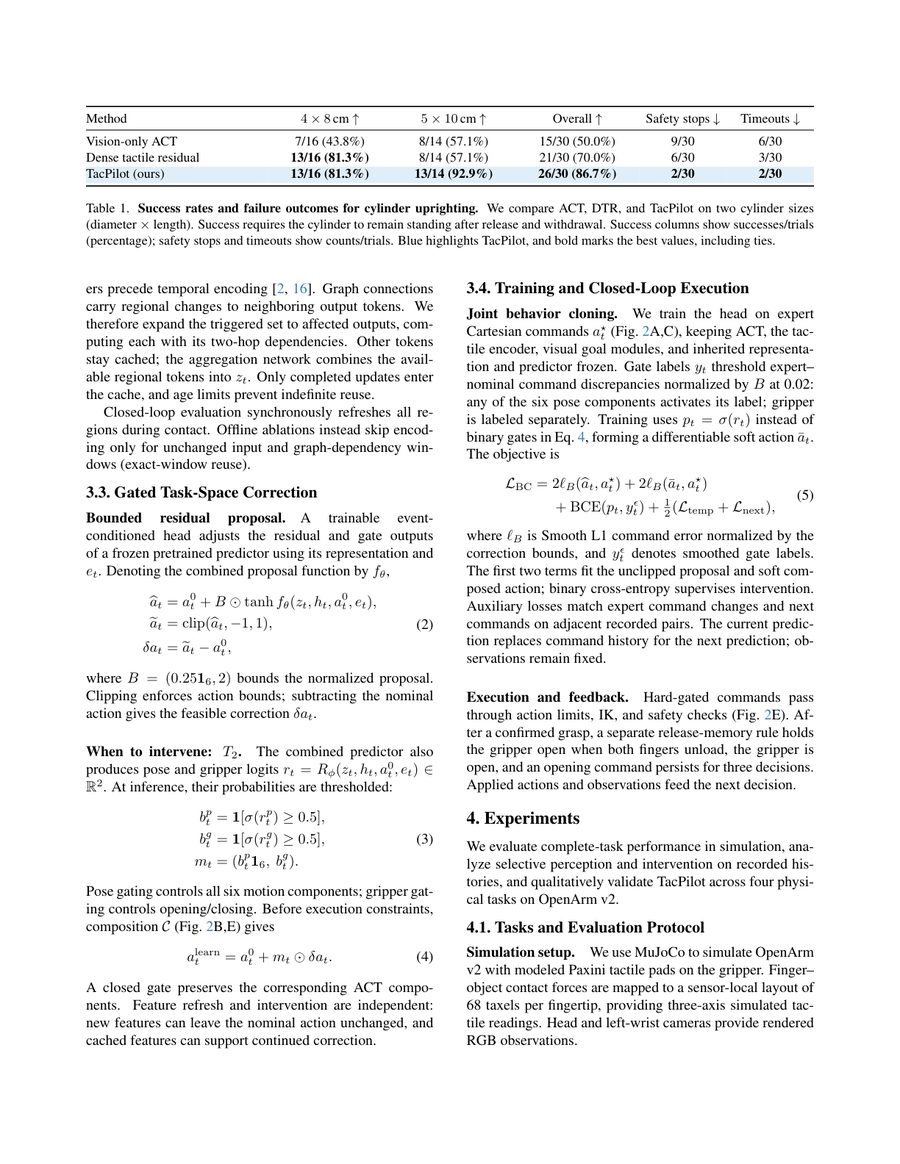 Method 4 × 8 cm ↑ 5 × 10 cm ↑ Overall ↑ Safety stops ↓ Timeouts ↓
Vision-only ACT 7/16 (43.8%) 8/14 (57.1%) 15/30 (50.0%) 9/30 6/30
Dense tactile residual 13/16 (81.3%) 8/14 (57.1%) 21/30 (70.0%) 6/30 3/30
TacPilot (ours) 13/16 (81.3%) 13/14 (92.9%) 26/30 (86.7%) 2/30 2/30
Table 1. Success rates and failure outcomes for cylinder uprighting. We compare ACT, DTR, and TacPilot on two cylinder sizes
(diameter × length). Success requires the cylinder to remain standing after release and withdrawal. Success columns show successes/trials
(percentage); safety stops and timeouts show counts/trials. Blue highlights TacPilot, and bold marks the best values, including ties.
ers precede temporal encoding [2, 16]. Graph connections
carry regional changes to neighboring output tokens. We
therefore expand the triggered set to affected outputs, com-
puting each with its two-hop dependencies. Other tokens
stay cached; the aggregation network combines the avail-
able regional tokens into z_t. Only completed updates enter
the cache, and age limits prevent indefinite reuse.
Closed-loop evaluation synchronously refreshes all re-
gions during contact. Offline ablations instead skip encod-
ing only for unchanged input and graph-dependency win-
dows (exact-window reuse).
3.3. Gated Task-Space Correction
Bounded residual proposal. A trainable event-
conditioned head adjusts the residual and gate outputs
of a frozen pretrained predictor using its representation and
e_t. Denoting the combined proposal function by f_θ,
â_t = a_t^0 + B ⊙ tanh f_θ(z_t, h_t, a_t^0, e_t),
ã_t = clip(â_t, −1, 1), (2)
δa_t = ã_t − a_t^0,
where B = (0.25 1_6, 2) bounds the normalized proposal.
Clipping enforces action bounds; subtracting the nominal
action gives the feasible correction δa_t.
When to intervene: T_2. The combined predictor also
produces pose and gripper logits r_t = R_ϕ(z_t, h_t, a_t^0, e_t) ∈
ℝ^2. At inference, their probabilities are thresholded:
b_t^p = 1[σ(r_t^p) ≥ 0.5],
b_t^g = 1[σ(r_t^g) ≥ 0.5], (3)
m_t = (b_t^p 1_6, b_t^g).
Pose gating controls all six motion components; gripper gat-
ing controls opening/closing. Before execution constraints,
composition C (Fig. 2B,E) gives
a_t^learn = a_t^0 + m_t ⊙ δa_t. (4)
A closed gate preserves the corresponding ACT compo-
nents. Feature refresh and intervention are independent:
new features can leave the nominal action unchanged, and
cached features can support continued correction.
3.4. Training and Closed-Loop Execution
Joint behavior cloning. We train the head on expert
Cartesian commands a_t^⋆ (Fig. 2A,C), keeping ACT, the tac-
tile encoder, visual goal modules, and inherited representa-
tion and predictor frozen. Gate labels y_t threshold expert–
nominal command discrepancies normalized by B at 0.02:
any of the six pose components activates its label; gripper
is labeled separately. Training uses p_t = σ(r_t) instead of
binary gates in Eq. 4, forming a differentiable soft action ā_t.
The objective is
ℒ_BC = 2ℓ_B(â_t, a_t^⋆) + 2ℓ_B(ā_t, a_t^⋆)
+ BCE(p_t, y_t^ϵ) + ½(ℒ_temp + ℒ_next), (5)
where ℓ_B is Smooth L1 command error normalized by the
correction bounds, and y_t^ϵ denotes smoothed gate labels.
The first two terms fit the unclipped proposal and soft com-
posed action; binary cross-entropy supervises intervention.
Auxiliary losses match expert command changes and next
commands on adjacent recorded pairs. The current predic-
tion replaces command history for the next prediction; ob-
servations remain fixed.
Execution and feedback. Hard-gated commands pass
through action limits, IK, and safety checks (Fig. 2E). Af-
ter a confirmed grasp, a separate release-memory rule holds
the gripper open when both fingers unload, the gripper is
open, and an opening command persists for three decisions.
Applied actions and observations feed the next decision.
4. Experiments
We evaluate complete-task performance in simulation, ana-
lyze selective perception and intervention on recorded his-
tories, and qualitatively validate TacPilot across four physi-
cal tasks on OpenArm v2.
4.1. Tasks and Evaluation Protocol
Simulation setup. We use MuJoCo to simulate OpenArm
v2 with modeled Paxini tactile pads on the gripper. Finger–
object contact forces are mapped to a sensor-local layout of
68 taxels per fingertip, providing three-axis simulated tac-
tile readings. Head and left-wrist cameras provide rendered
RGB observations.